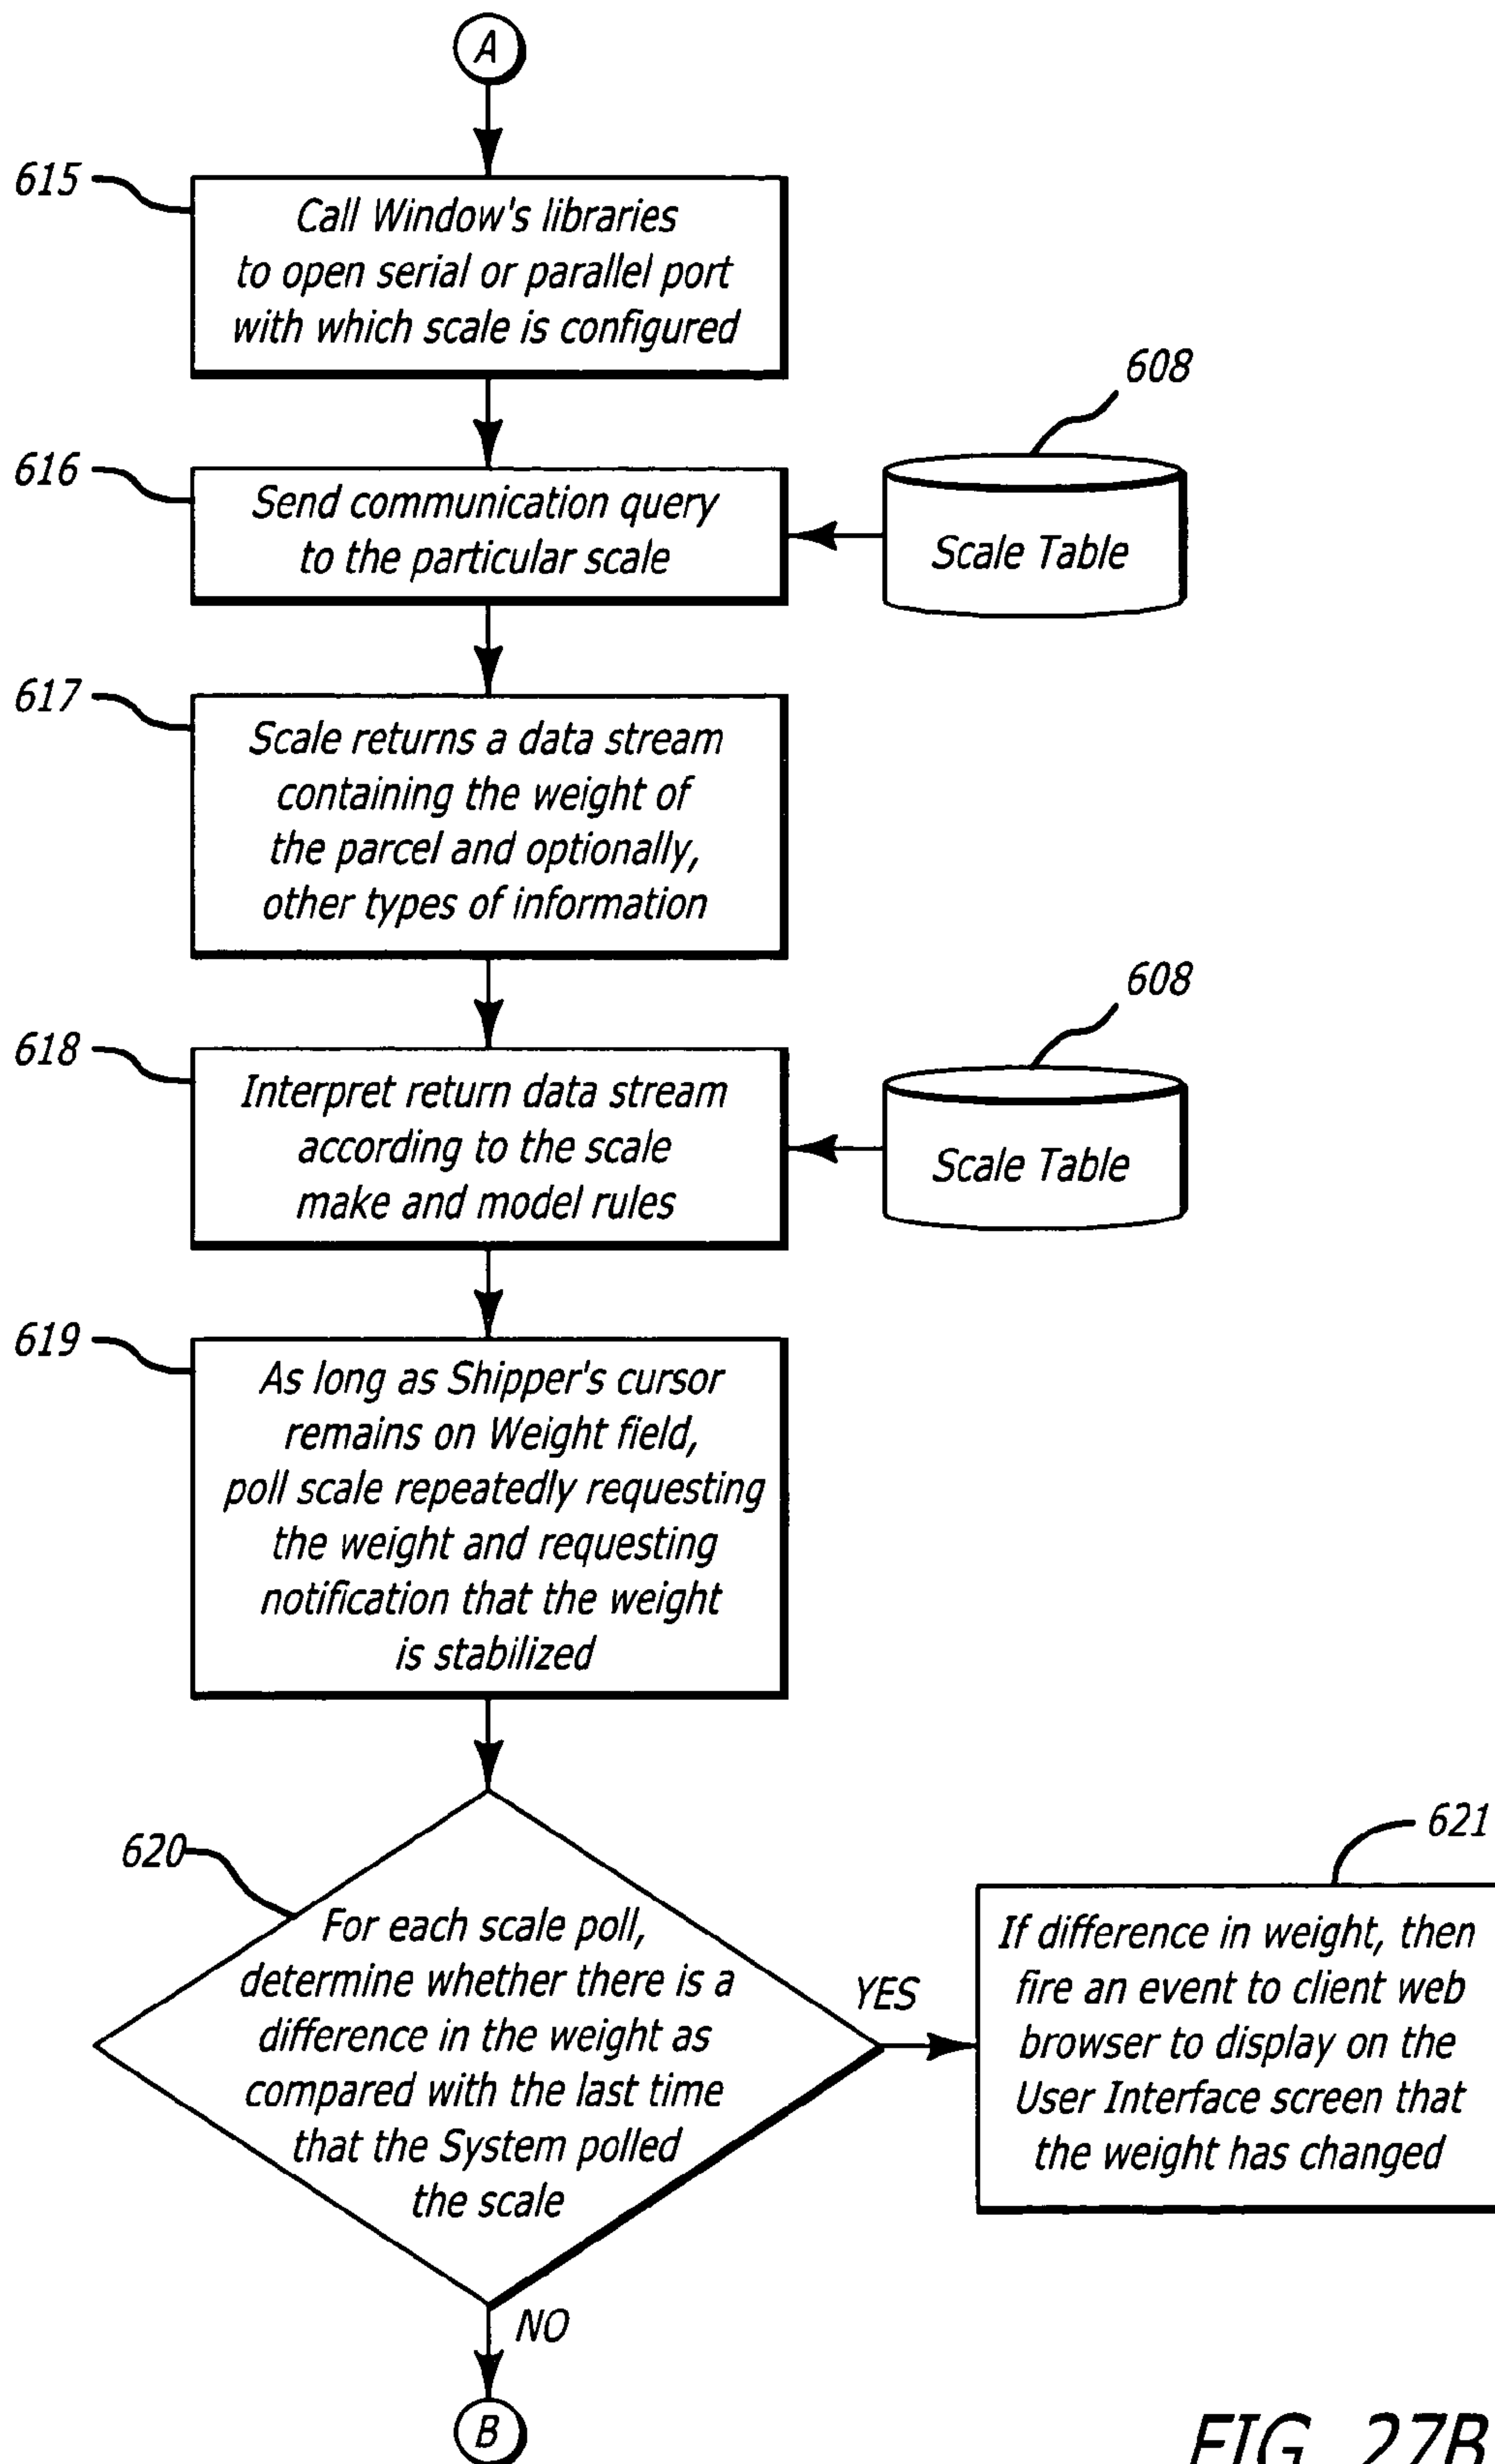 A
615
Call Window's libraries
to open serial or parallel port
with which scale is configured
608
616
Send communication query
to the particular scale
Scale Table
617
Scale returns a data stream
containing the weight of
the parcel and optionally,
other types of information
608
618
Interpret return data stream
according to the scale
make and model rules
Scale Table
619
As long as Shipper's cursor
remains on Weight field,
poll scale repeatedly requesting
the weight and requesting
notification that the weight
is stabilized
620
For each scale poll,
determine whether there is a
difference in the weight as
compared with the last time
that the System polled
the scale
YES
621
If difference in weight, then
fire an event to client web
browser to display on the
User Interface screen that
the weight has changed
NO
B
FIG. 27B